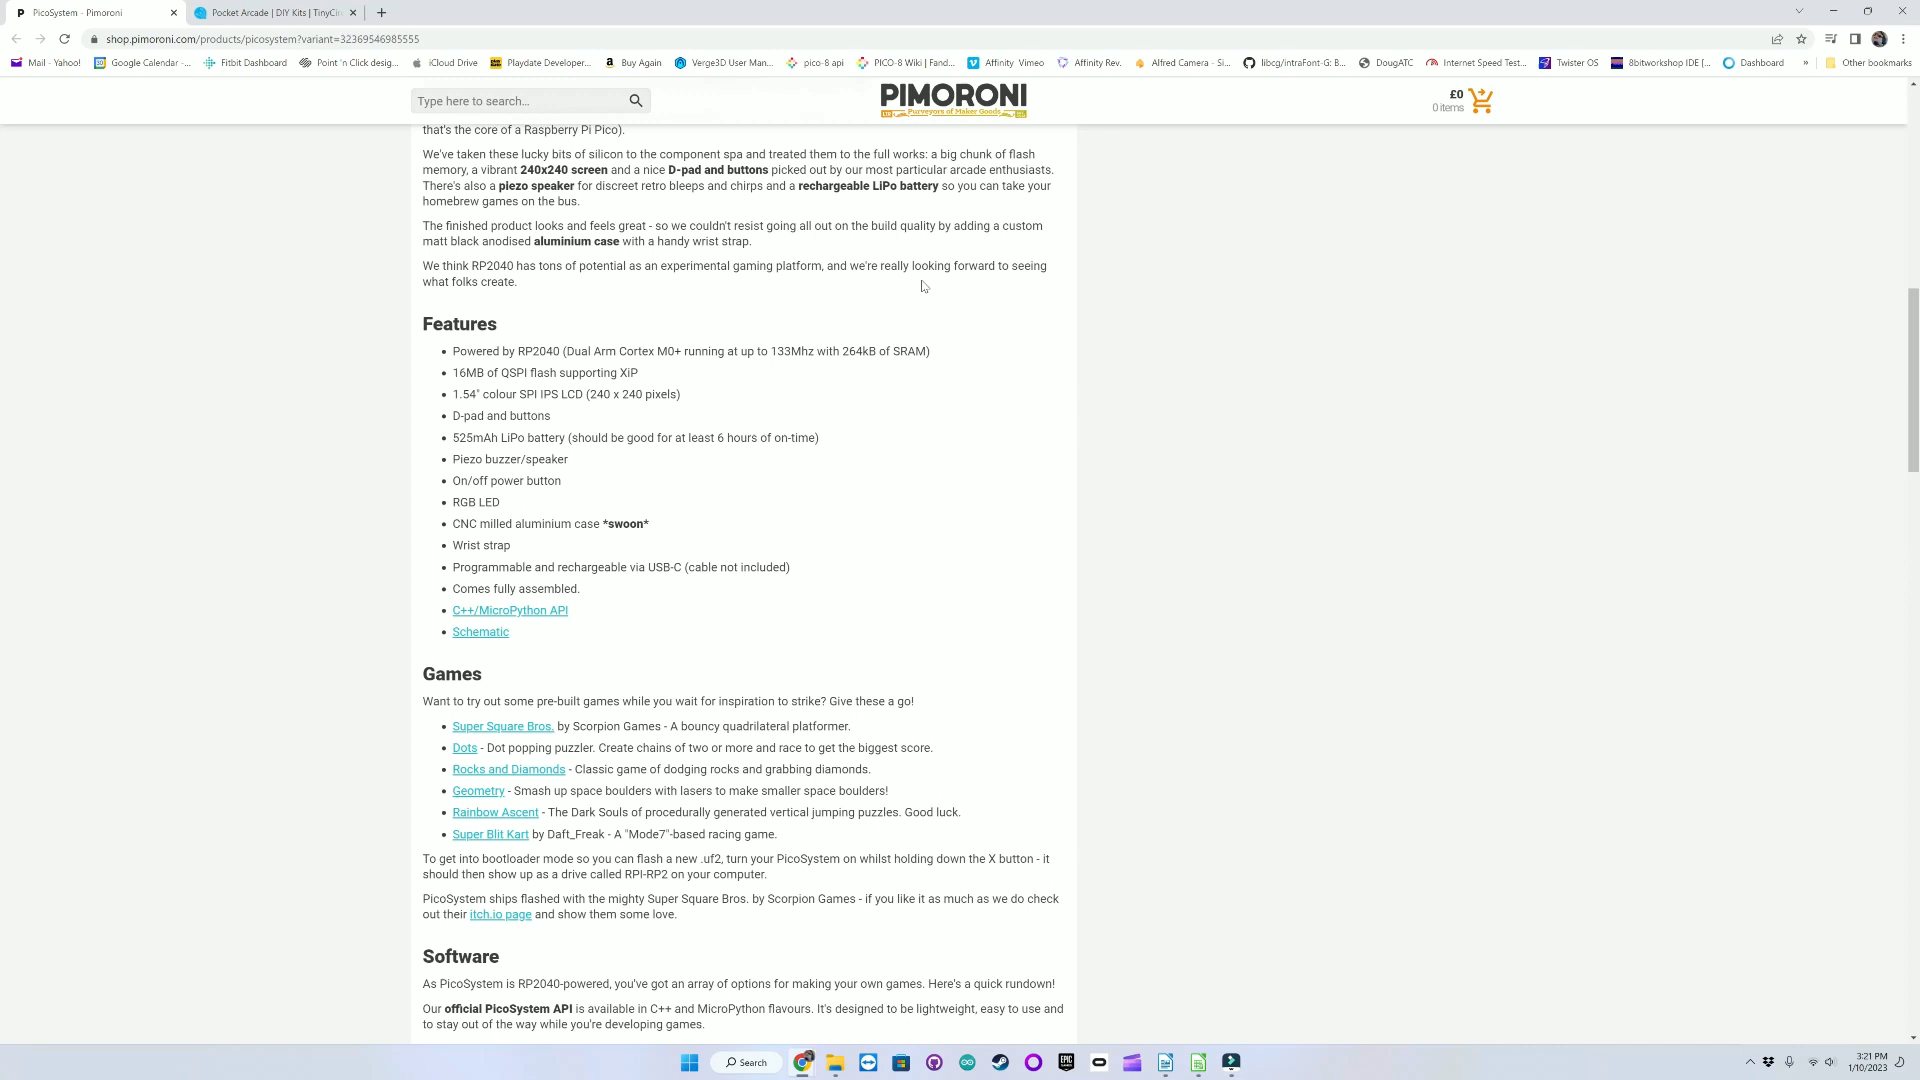 PicoSystem - Pimoroni
Pocket Arcade | DIY Kits | TinyCir
shop.pimoroni.com/products/picosystem?variant=32369546985555
Mail - Yahoo! Google Calendar -... Fitbit Dashboard Point 'n Click desig... iCloud Drive Playdate Developer... Buy Again Verge3D User Man... pico-8 api PICO-8 Wiki | Fand... Affinity Vimeo Affinity Rev. Alfred Camera - Si... libcg/intraFont-G: B... DougATC Internet Speed Test... Twister OS 8bitworkshop IDE [... Dashboard » Other bookmarks
Type here to search...
PIMORONI
Purveyors of Maker Goods
£0
0 items
that's the core of a Raspberry Pi Pico).
We've taken these lucky bits of silicon to the component spa and treated them to the full works: a big chunk of flash
memory, a vibrant 240x240 screen and a nice D-pad and buttons picked out by our most particular arcade enthusiasts.
There's also a piezo speaker for discreet retro bleeps and chirps and a rechargeable LiPo battery so you can take your
homebrew games on the bus.
The finished product looks and feels great - so we couldn't resist going all out on the build quality by adding a custom
matt black anodised aluminium case with a handy wrist strap.
We think RP2040 has tons of potential as an experimental gaming platform, and we're really looking forward to seeing
what folks create.
Features
• Powered by RP2040 (Dual Arm Cortex M0+ running at up to 133Mhz with 264kB of SRAM)
• 16MB of QSPI flash supporting XiP
• 1.54" colour SPI IPS LCD (240 x 240 pixels)
• D-pad and buttons
• 525mAh LiPo battery (should be good for at least 6 hours of on-time)
• Piezo buzzer/speaker
• On/off power button
• RGB LED
• CNC milled aluminium case *swoon*
• Wrist strap
• Programmable and rechargeable via USB-C (cable not included)
• Comes fully assembled.
• C++/MicroPython API
• Schematic
Games
Want to try out some pre-built games while you wait for inspiration to strike? Give these a go!
• Super Square Bros. by Scorpion Games - A bouncy quadrilateral platformer.
• Dots - Dot popping puzzler. Create chains of two or more and race to get the biggest score.
• Rocks and Diamonds - Classic game of dodging rocks and grabbing diamonds.
• Geometry - Smash up space boulders with lasers to make smaller space boulders!
• Rainbow Ascent - The Dark Souls of procedurally generated vertical jumping puzzles. Good luck.
• Super Blit Kart by Daft_Freak - A "Mode7"-based racing game.
To get into bootloader mode so you can flash a new .uf2, turn your PicoSystem on whilst holding down the X button - it
should then show up as a drive called RPI-RP2 on your computer.
PicoSystem ships flashed with the mighty Super Square Bros. by Scorpion Games - if you like it as much as we do check
out their itch.io page and show them some love.
Software
As PicoSystem is RP2040-powered, you've got an array of options for making your own games. Here's a quick rundown!
Our official PicoSystem API is available in C++ and MicroPython flavours. It's designed to be lightweight, easy to use and
to stay out of the way while you're developing games.
Search
EPIC
3:21 PM
1/10/2023